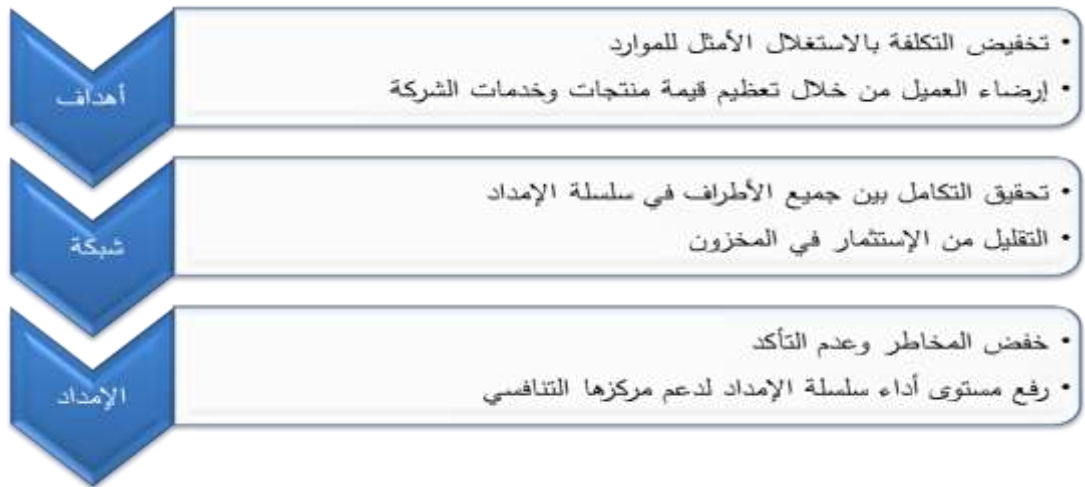 أهداف
• تخفيض التكلفة بالاستغلال الأمثل للموارد
• إرضاء العميل من خلال تعظيم قيمة منتجات وخدمات الشركة
شبكة
• تحقيق التكامل بين جميع الأطراف في سلسلة الإمداد
• التقليل من الإستثمار في المخزون
الإمداد
• خفض المخاطر وعدم التأكد
• رفع مستوى أداء سلسلة الإمداد لدعم مركزها التنافسي